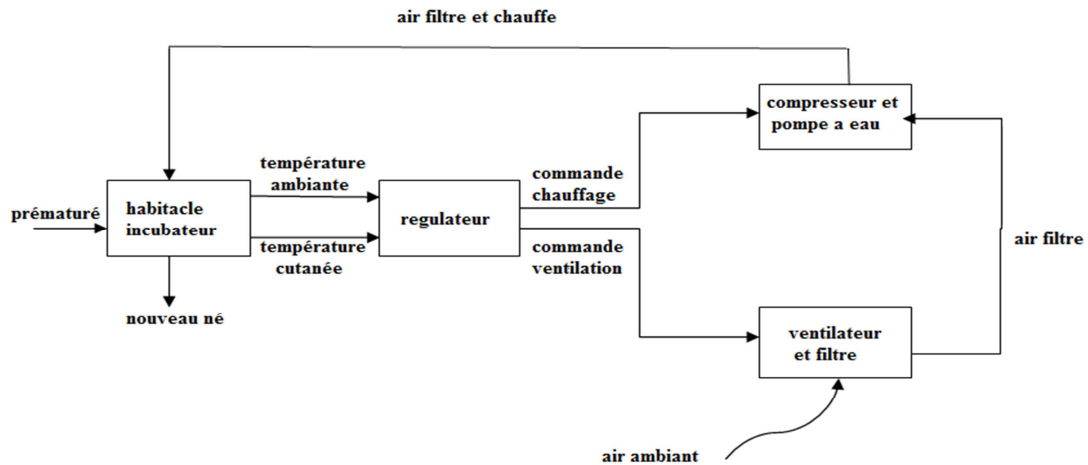 air filtre et chauffe
compresseur et
pompe a eau
température
ambiante
commande
chauffage
prématuré
habitacle
incubateur
regulateur
température
cutanée
commande
ventilation
air filtre
nouveau né
ventilateur
et filtre
air ambiant